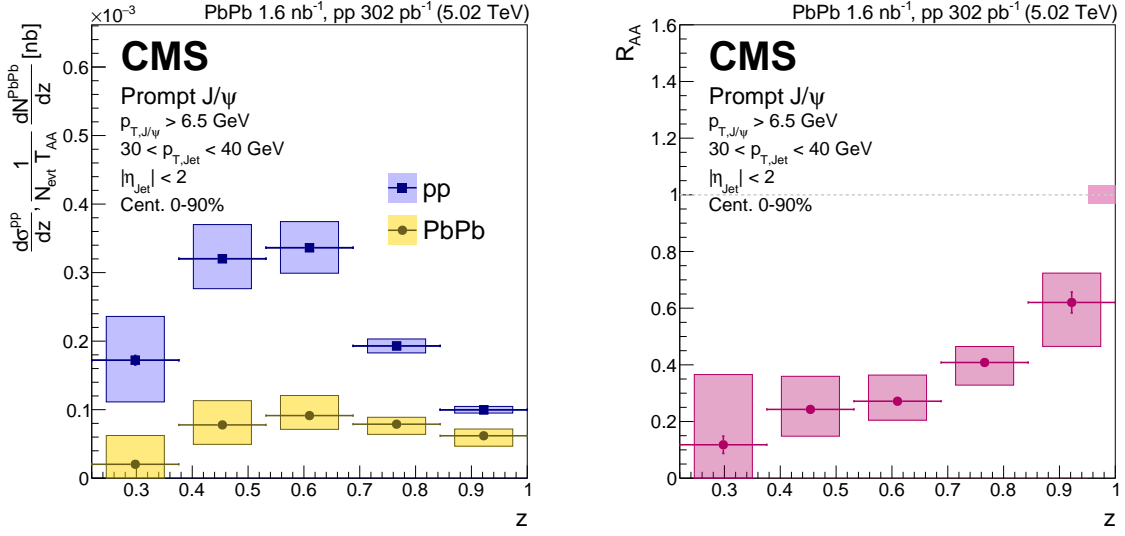 PbPb 1.6 nb⁻¹, pp 302 pb⁻¹ (5.02 TeV)
×10⁻³
CMS
Prompt J/ψ
p_T,J/ψ > 6.5 GeV
30 < p_T,Jet < 40 GeV
|η_Jet| < 2
Cent. 0-90%
pp
PbPb
dσ^pp/dz, 1/(N_evt T_AA) dN^PbPb/dz [nb]
0.6
0.5
0.4
0.3
0.2
0.1
0
0.3 0.4 0.5 0.6 0.7 0.8 0.9 1
z
PbPb 1.6 nb⁻¹, pp 302 pb⁻¹ (5.02 TeV)
R_AA
CMS
Prompt J/ψ
p_T,J/ψ > 6.5 GeV
30 < p_T,Jet < 40 GeV
|η_Jet| < 2
Cent. 0-90%
1.6
1.4
1.2
1
0.8
0.6
0.4
0.2
0
0.3 0.4 0.5 0.6 0.7 0.8 0.9 1
z